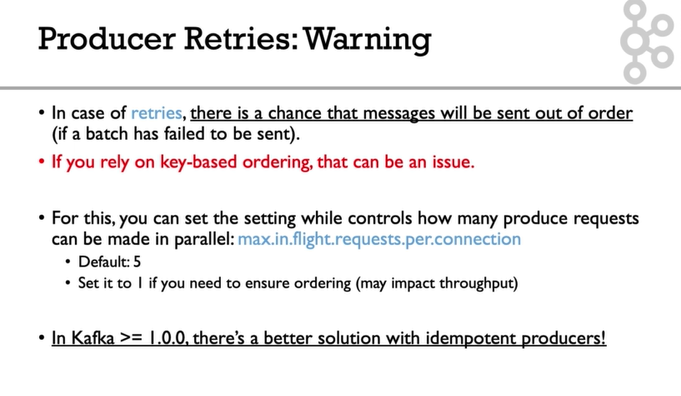 Producer Retries: Warning
• In case of retries, there is a chance that messages will be sent out of order
(if a batch has failed to be sent).
• If you rely on key-based ordering, that can be an issue.
• For this, you can set the setting while controls how many produce requests
can be made in parallel: max.in.flight.requests.per.connection
• Default: 5
• Set it to 1 if you need to ensure ordering (may impact throughput)
• In Kafka >= 1.0.0, there's a better solution with idempotent producers!